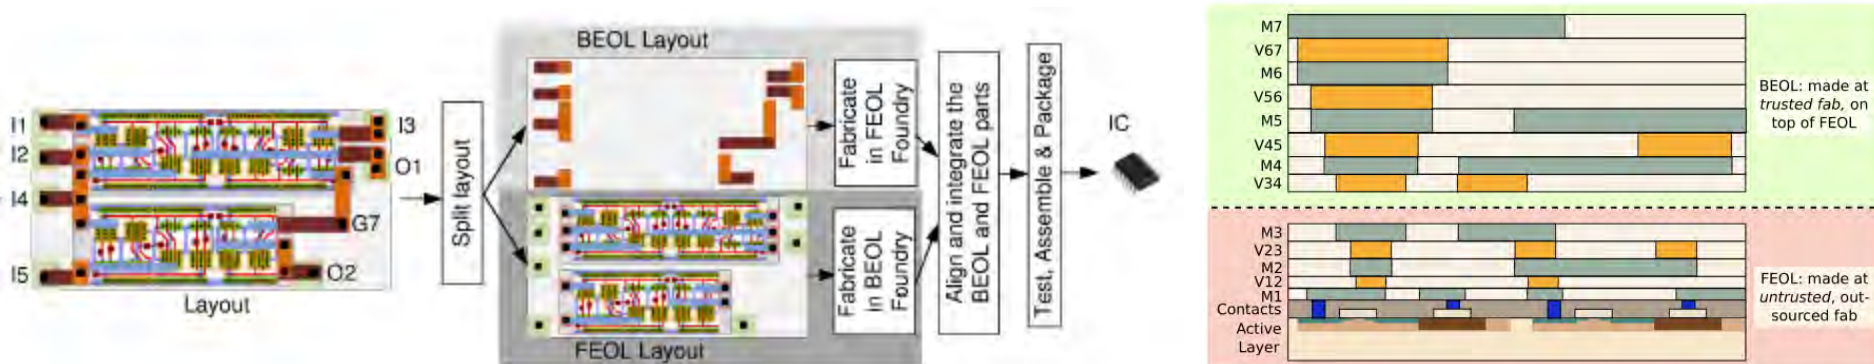 I1
I2
I4
I5
I3
O1
G7
O2
Layout
Split layout
BEOL Layout
FEOL Layout
Fabricate
in FEOL
Foundry
Fabricate
in BEOL
Foundry
Align and integrate the
BEOL and FEOL parts
Test, Assemble & Package
IC
M7
V67
M6
V56
M5
V45
M4
V34
BEOL: made at
trusted fab, on
top of FEOL
M3
V23
M2
V12
M1
Contacts
Active
Layer
FEOL: made at
untrusted, out-
sourced fab